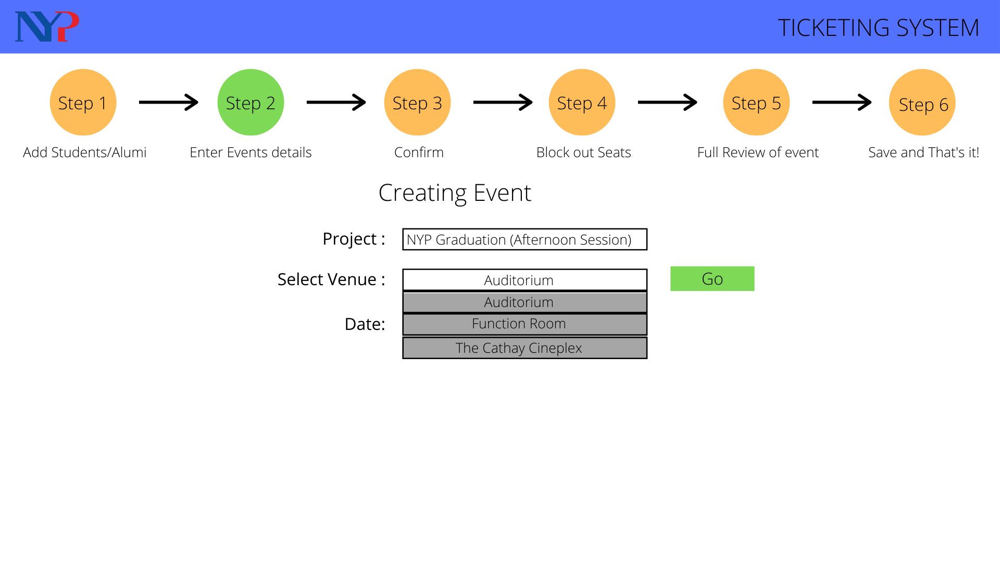 NYP
TICKETING SYSTEM
Step 1
Step 2
Step 3
Step 4
Step 5
Step 6
Add Students/Alumi
Enter Events details
Confirm
Block out Seats
Full Review of event
Save and That's it!
Creating Event
Project :
NYP Graduation (Afternoon Session)
Select Venue :
Auditorium
Go
Auditorium
Date:
Function Room
The Cathay Cineplex